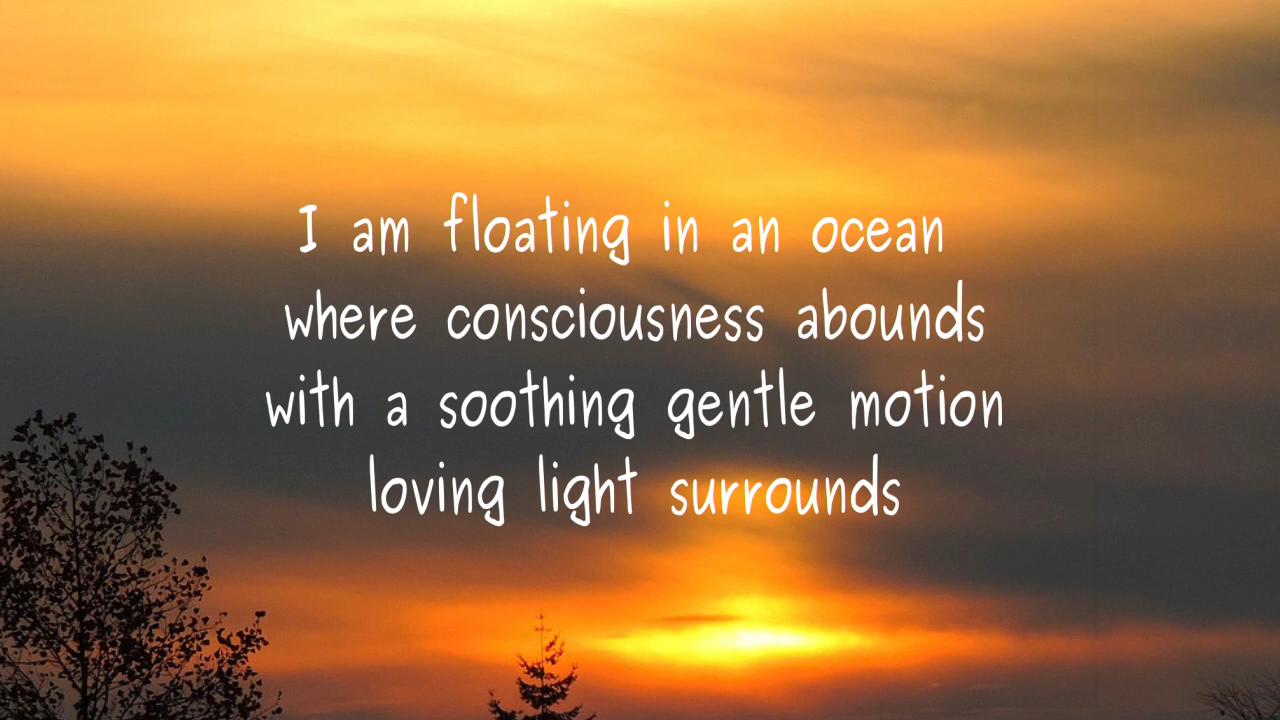 I am floating in an ocean
where consciousness abounds
with a soothing gentle motion
loving light surrounds